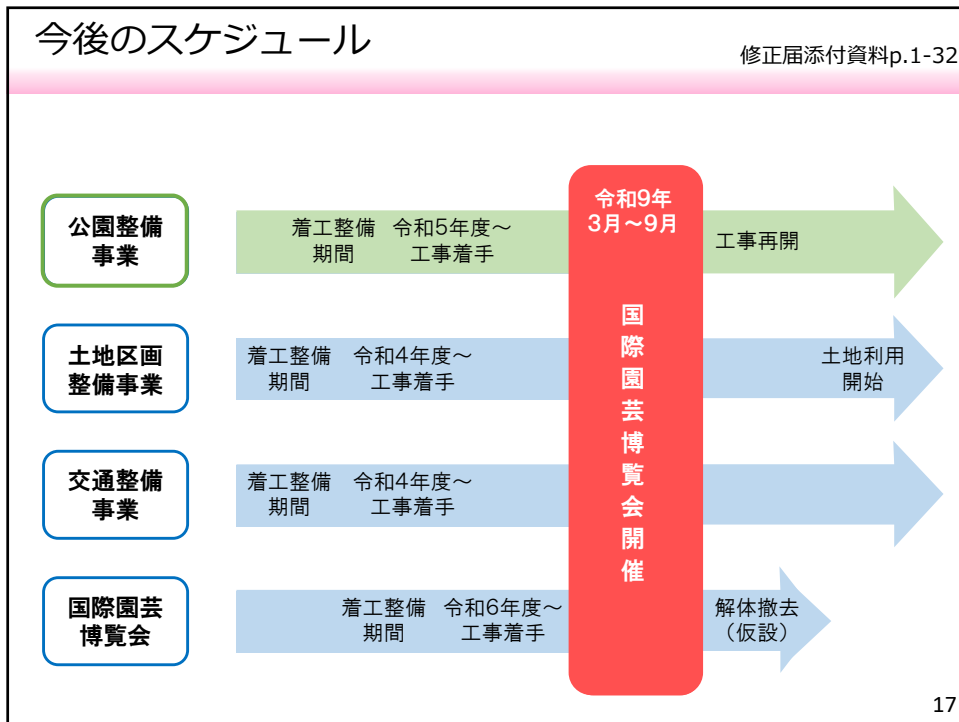 今後のスケジュール
修正届添付資料p.1-32
公園整備
事業
着工整備 令和5年度～
期間 工事着手
令和9年
3月～9月
工事再開
国際園芸博覧会開催
土地区画
整備事業
着工整備 令和4年度～
期間 工事着手
土地利用
開始
交通整備
事業
着工整備 令和4年度～
期間 工事着手
国際園芸
博覧会
着工整備 令和6年度～
期間 工事着手
解体撤去
（仮設）
17